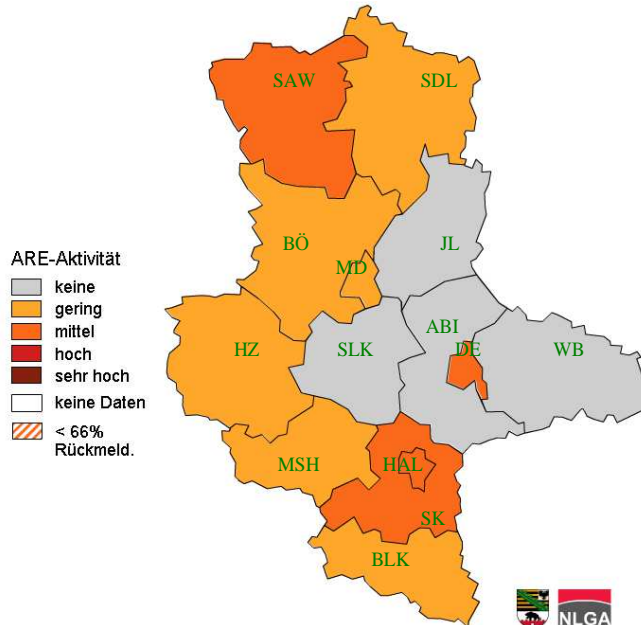 SAW
SDL
BÖ
JL
MD
ARE-Aktivität
keine
gering
mittel
hoch
sehr hoch
keine Daten
< 66%
Rückmeld.
ABI
HZ
SLK
DE
WB
MSH
HAL
SK
BLK
NLGA